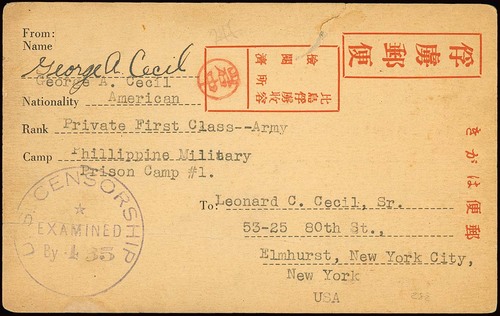 From:
Name
George A Cecil
George A. Cecil
Nationality American
Rank Private First Class--Army
Camp Phillippine Military
Prison Camp #1.
俘虜郵便
比島俘虜收容所
檢閲濟
郵便はがき
To: Leonard C. Cecil, Sr.
53-25 80th St.,
Elmhurst, New York City,
New York
USA
U.S. CENSORSHIP
EXAMINED
By 435